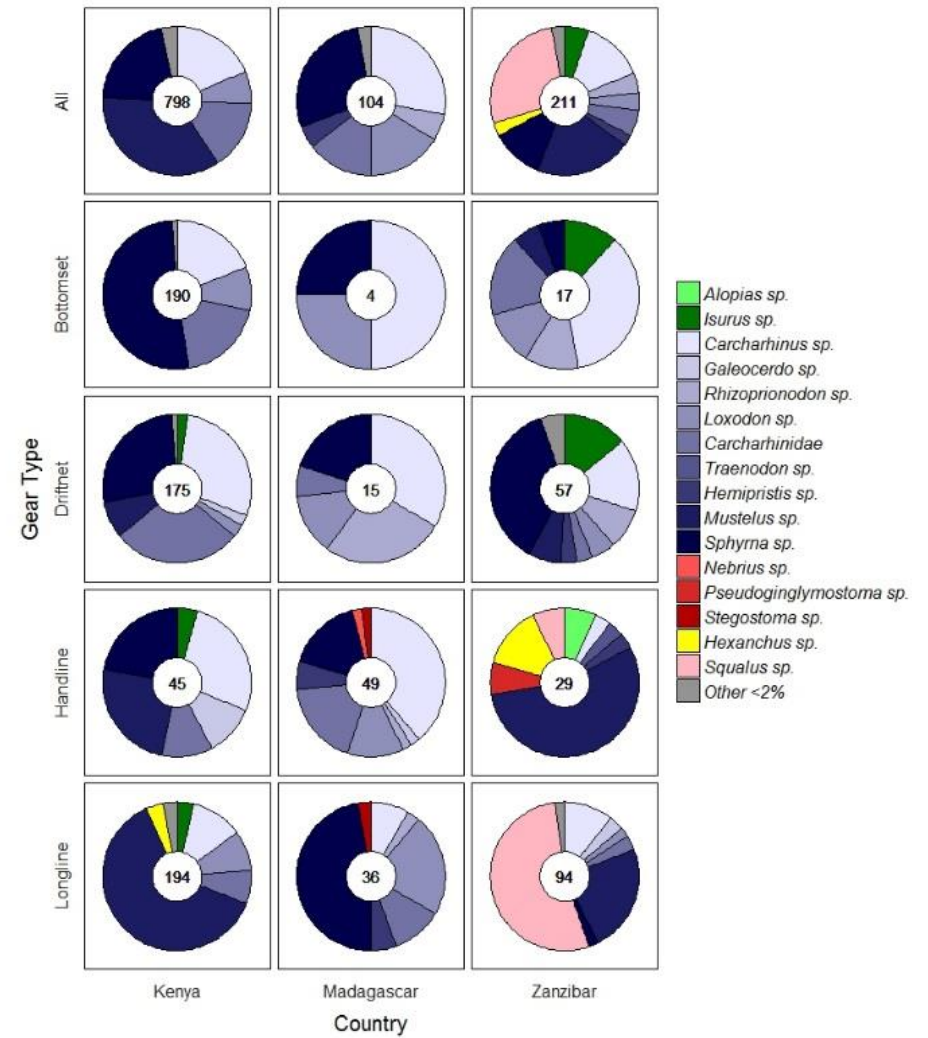 All
798
104
211
Bottomset
190
4
17
Driftnet
175
15
57
Handline
45
49
29
Longline
194
36
94
Gear Type
Kenya
Madagascar
Zanzibar
Country
Alopias sp.
Isurus sp.
Carcharhinus sp.
Galeocerdo sp.
Rhizoprionodon sp.
Loxodon sp.
Carcharhinidae
Traenodon sp.
Hemipristis sp.
Mustelus sp.
Sphyrna sp.
Nebrius sp.
Pseudoginglymostoma sp.
Stegostoma sp.
Hexanchus sp.
Squalus sp.
Other <2%